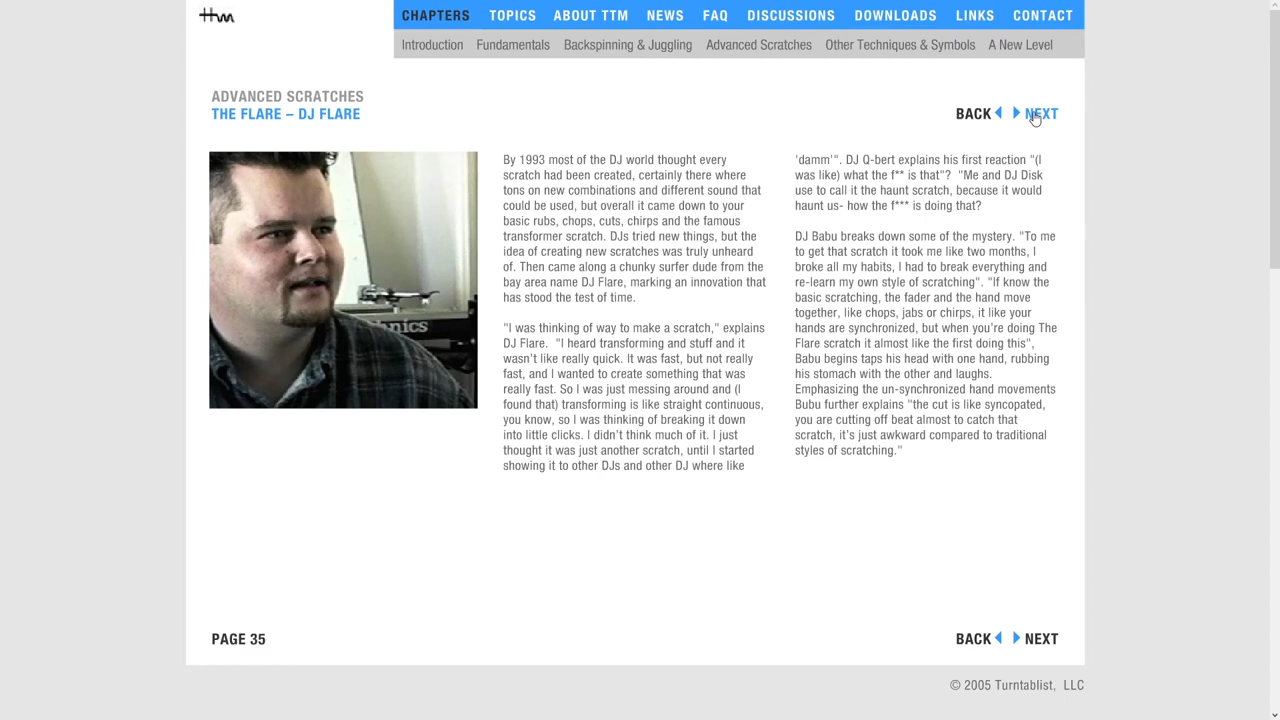 ttm
CHAPTERS TOPICS ABOUT TTM NEWS FAQ DISCUSSIONS DOWNLOADS LINKS CONTACT
Introduction Fundamentals Backspinning & Juggling Advanced Scratches Other Techniques & Symbols A New Level
ADVANCED SCRATCHES
THE FLARE – DJ FLARE
BACK NEXT
hnics
By 1993 most of the DJ world thought every
scratch had been created, certainly there where
tons on new combinations and different sound that
could be used, but overall it came down to your
basic rubs, chops, cuts, chirps and the famous
transformer scratch. DJs tried new things, but the
idea of creating new scratches was truly unheard
of. Then came along a chunky surfer dude from the
bay area name DJ Flare, marking an innovation that
has stood the test of time.
"I was thinking of way to make a scratch," explains
DJ Flare. "I heard transforming and stuff and it
wasn't like really quick. It was fast, but not really
fast, and I wanted to create something that was
really fast. So I was just messing around and (I
found that) transforming is like straight continuous,
you know, so I was thinking of breaking it down
into little clicks. I didn't think much of it. I just
thought it was just another scratch, until I started
showing it to other DJs and other DJ where like
'damm'". DJ Q-bert explains his first reaction "(I
was like) what the f** is that"? "Me and DJ Disk
use to call it the haunt scratch, because it would
haunt us- how the f*** is doing that?
DJ Babu breaks down some of the mystery. "To me
to get that scratch it took me like two months, I
broke all my habits, I had to break everything and
re-learn my own style of scratching". "If know the
basic scratching, the fader and the hand move
together, like chops, jabs or chirps, it like your
hands are synchronized, but when you're doing The
Flare scratch it almost like the first doing this",
Babu begins taps his head with one hand, rubbing
his stomach with the other and laughs.
Emphasizing the un-synchronized hand movements
Bubu further explains "the cut is like syncopated,
you are cutting off beat almost to catch that
scratch, it's just awkward compared to traditional
styles of scratching."
PAGE 35
BACK NEXT
© 2005 Turntablist, LLC